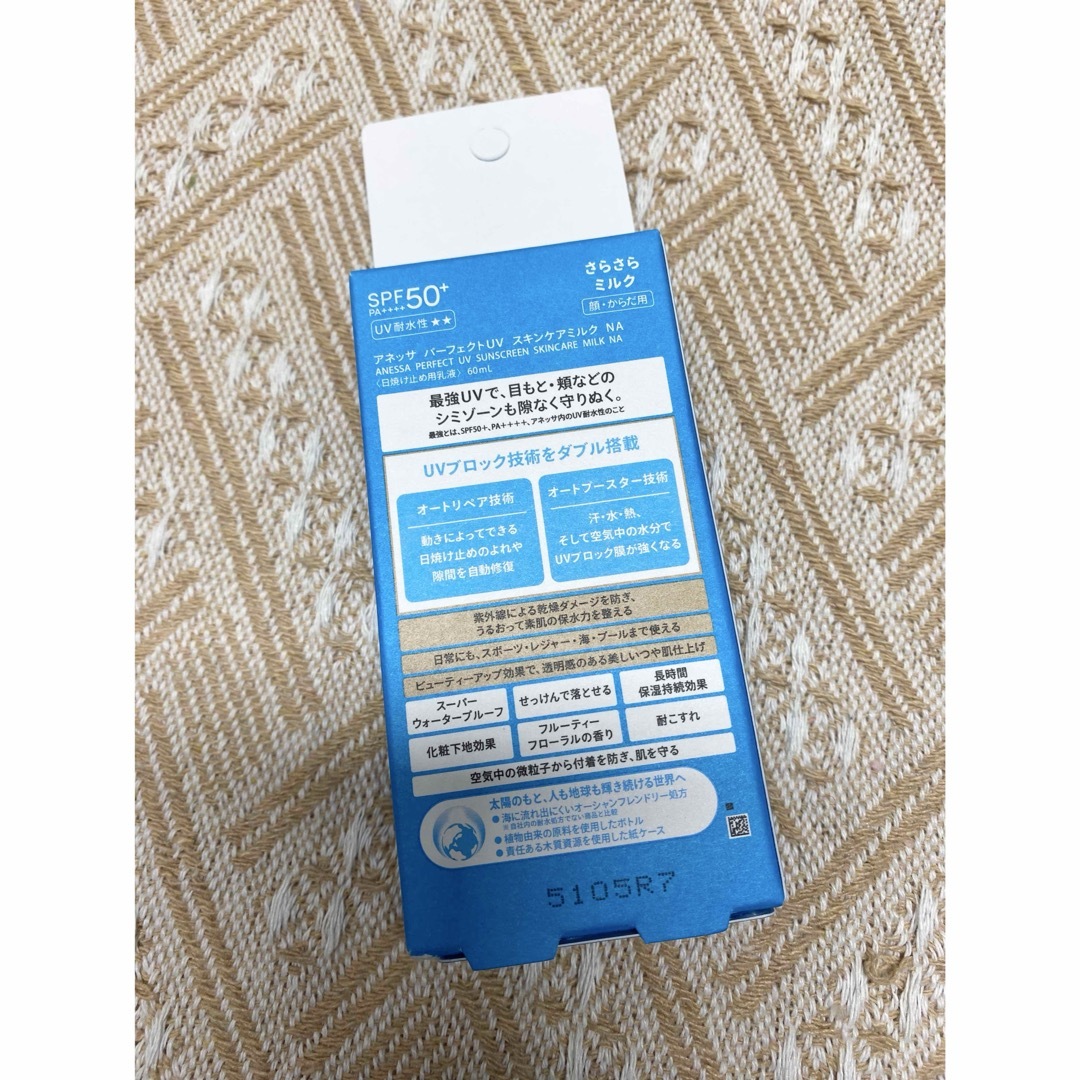 SPF50+
PA++++
UV耐水性★★
さらさら
ミルク
顔・からだ用
アネッサ パーフェクトUV スキンケアミルク NA
ANESSA PERFECT UV SUNSCREEN SKINCARE MILK NA
〈日焼け止め用乳液〉 60mL
最強UVで、目もと・頬などの
シミゾーンも隙なく守りぬく。
最強とは、SPF50+、PA++++、アネッサ内のUV耐水性のこと
UVブロック技術をダブル搭載
オートリペア技術
動きによってできる
日焼け止めのよれや
隙間を自動修復
オートブースター技術
汗・水・熱、
そして空気中の水分で
UVブロック膜が強くなる
紫外線による乾燥ダメージを防ぎ、
うるおって素肌の保水力を整える
日常にも、スポーツ・レジャー・海・プールまで使える
ビューティーアップ効果で、透明感のある美しいつや肌仕上げ
スーパー
ウォータープルーフ
せっけんで落とせる
長時間
保湿持続効果
化粧下地効果
フルーティー
フローラルの香り
耐こすれ
空気中の微粒子から付着を防ぎ、肌を守る
太陽のもと、人も地球も輝き続ける世界へ
●海に流れ出にくいオーシャンフレンドリー処方
※自社内の耐水処方でない商品と比較
●植物由来の原料を使用したボトル
●責任ある木質資源を使用した紙ケース
5105R7